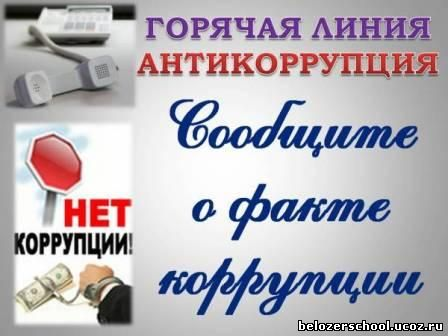 ГОРЯЧАЯ ЛИНИЯ
АНТИКОРРУПЦИЯ
Сообщите
о факте
коррупции
НЕТ
КОРРУПЦИИ!
belozerschool.ucoz.ru